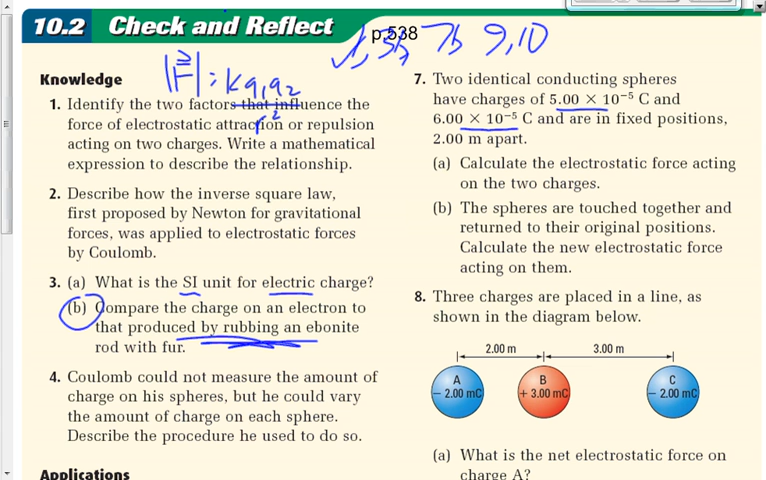 10.2 Check and Reflect
p.538
1, 3b, 7b 9,10
|F| = kq1q2
r2
Knowledge
1. Identify the two factors that influence the
force of electrostatic attraction or repulsion
acting on two charges. Write a mathematical
expression to describe the relationship.
2. Describe how the inverse square law,
first proposed by Newton for gravitational
forces, was applied to electrostatic forces
by Coulomb.
3. (a) What is the SI unit for electric charge?
(b) Compare the charge on an electron to
that produced by rubbing an ebonite
rod with fur.
4. Coulomb could not measure the amount of
charge on his spheres, but he could vary
the amount of charge on each sphere.
Describe the procedure he used to do so.
Applications
7. Two identical conducting spheres
have charges of 5.00 × 10⁻⁵ C and
6.00 × 10⁻⁵ C and are in fixed positions,
2.00 m apart.
(a) Calculate the electrostatic force acting
on the two charges.
(b) The spheres are touched together and
returned to their original positions.
Calculate the new electrostatic force
acting on them.
8. Three charges are placed in a line, as
shown in the diagram below.
2.00 m 3.00 m
A B C
− 2.00 mC + 3.00 mC − 2.00 mC
(a) What is the net electrostatic force on
charge A?